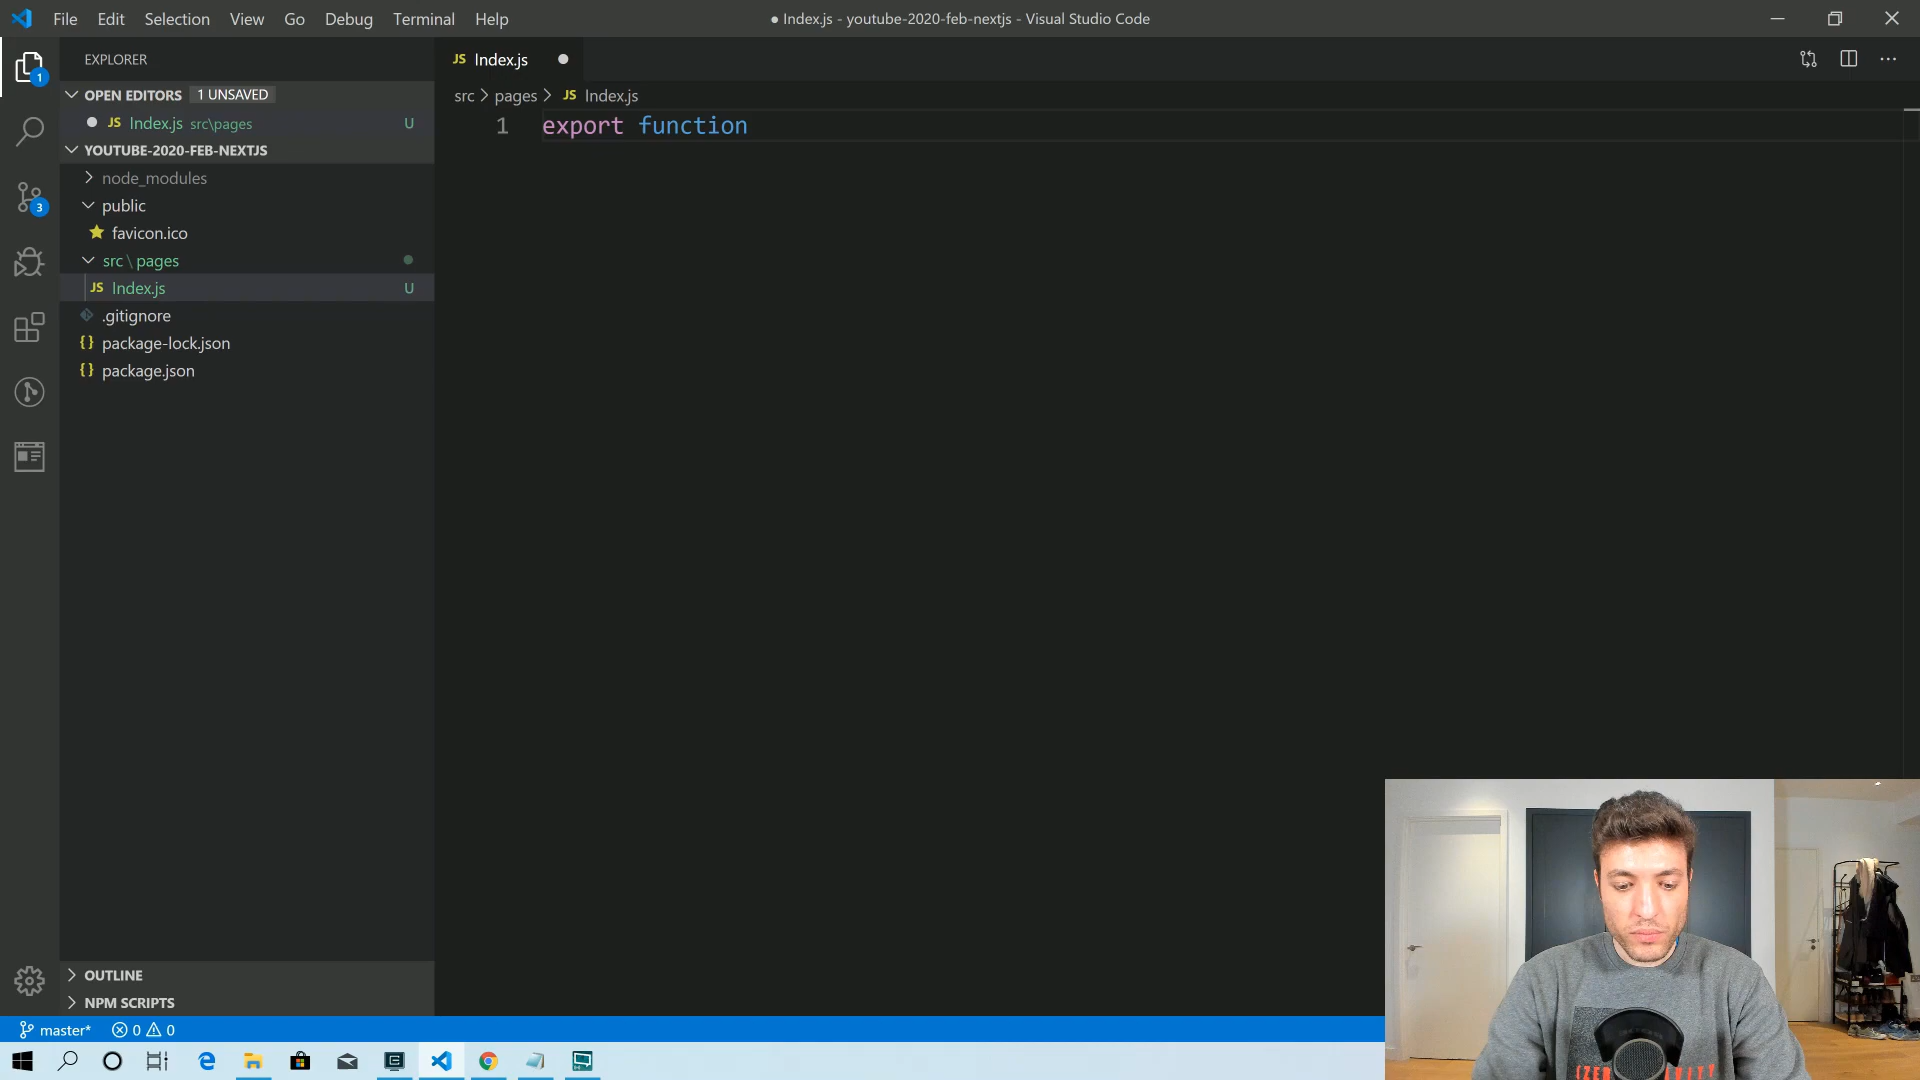 File Edit Selection View Go Debug Terminal Help
● Index.js - youtube-2020-feb-nextjs - Visual Studio Code
EXPLORER
JS Index.js
OPEN EDITORS 1 UNSAVED
JS Index.js src\pages U
YOUTUBE-2020-FEB-NEXTJS
node_modules
public
favicon.ico
src \ pages
JS Index.js U
.gitignore
{} package-lock.json
{} package.json
src > pages > JS Index.js
1 export function
1
3
OUTLINE
NPM SCRIPTS
master* 0 0